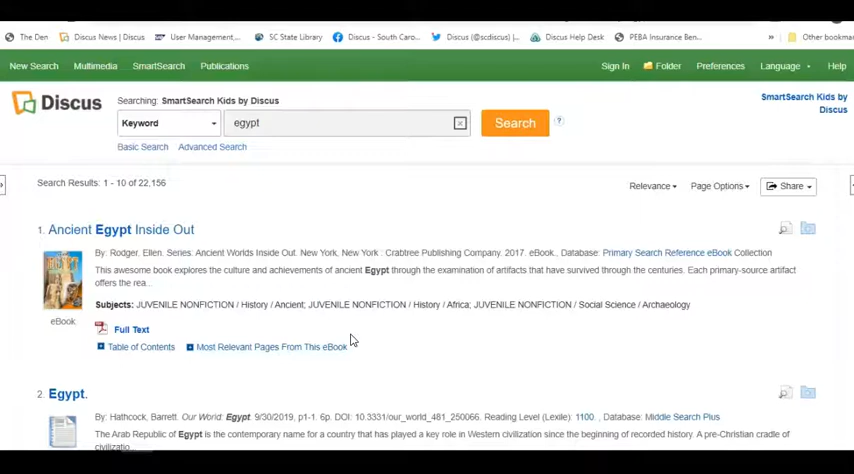 The Den Discus News | Discus User Management,... SC State Library Discus - South Caro... Discus (@scdiscus) |... Discus Help Desk PEBA Insurance Ben... » Other bookmar
New Search Multimedia SmartSearch Publications Sign In Folder Preferences Language Help
Discus
Searching: SmartSearch Kids by Discus
SmartSearch Kids by
Discus
Keyword egypt Search ?
Basic Search Advanced Search
Search Results: 1 - 10 of 22,156 Relevance Page Options Share
1. Ancient Egypt Inside Out
By: Rodger, Ellen. Series: Ancient Worlds Inside Out. New York, New York : Crabtree Publishing Company. 2017. eBook., Database: Primary Search Reference eBook Collection
This awesome book explores the culture and achievements of ancient Egypt through the examination of artifacts that have survived through the centuries. Each primary-source artifact
offers the rea...
Subjects: JUVENILE NONFICTION / History / Ancient; JUVENILE NONFICTION / History / Africa; JUVENILE NONFICTION / Social Science / Archaeology
eBook
Full Text
Table of Contents Most Relevant Pages From This eBook
2. Egypt.
By: Hathcock, Barrett. Our World: Egypt. 9/30/2019, p1-1. 6p. DOI: 10.3331/our_world_481_250066. Reading Level (Lexile): 1100. , Database: Middle Search Plus
The Arab Republic of Egypt is the contemporary name for a country that has played a key role in Western civilization since the beginning of recorded history. A pre-Christian cradle of
civilizatio...